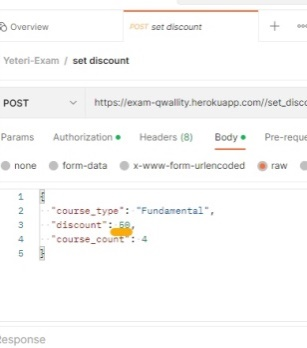 Overview
POST set discount
Yeteri-Exam / set discount
POST
https://exam-qwallity.herokuapp.com//set_disco
Params Authorization Headers (8) Body Pre-reque
none form-data x-www-form-urlencoded raw
1 {
2 "course_type": "Fundamental",
3 "discount": 50,
4 "course_count": 4
5 }
esponse